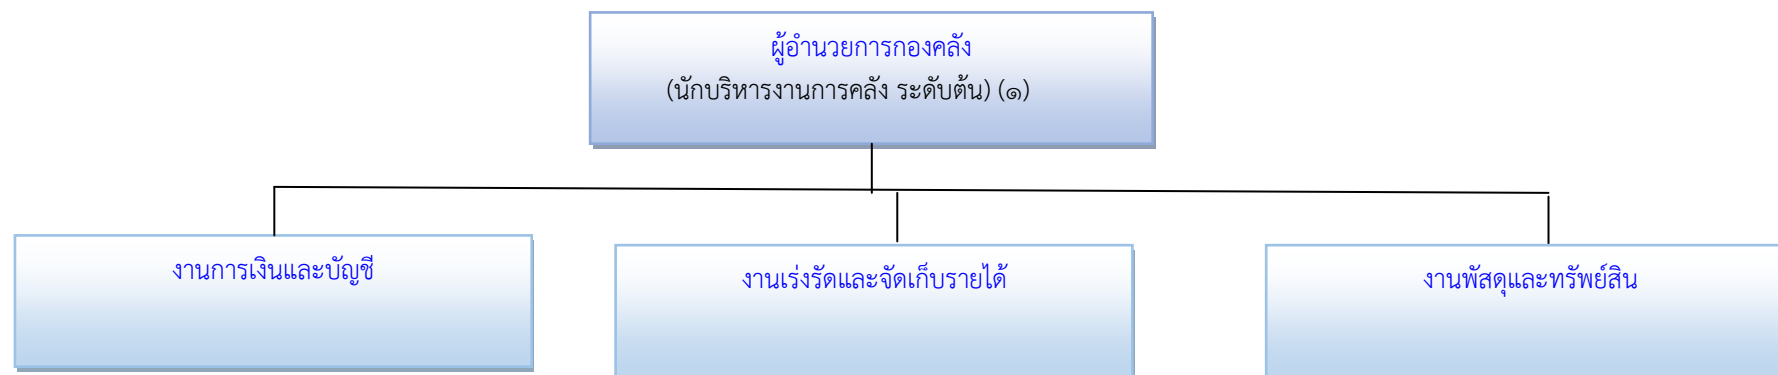 ผู้อำนวยการกองคลัง
(นักบริหารงานการคลัง ระดับต้น) (๑)
งานการเงินและบัญชี
งานเร่งรัดและจัดเก็บรายได้
งานพัสดุและทรัพย์สิน